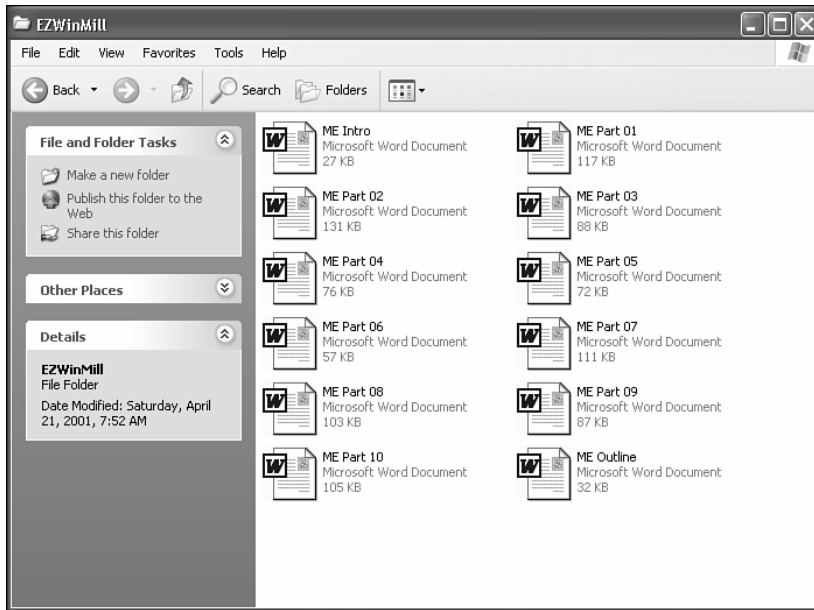 EZWinMill
File Edit View Favorites Tools Help
Back Search Folders
File and Folder Tasks
Make a new folder
Publish this folder to the
Web
Share this folder
Other Places
Details
EZWinMill
File Folder
Date Modified: Saturday, April
21, 2001, 7:52 AM
ME Intro
Microsoft Word Document
27 KB
ME Part 01
Microsoft Word Document
117 KB
ME Part 02
Microsoft Word Document
131 KB
ME Part 03
Microsoft Word Document
88 KB
ME Part 04
Microsoft Word Document
76 KB
ME Part 05
Microsoft Word Document
72 KB
ME Part 06
Microsoft Word Document
57 KB
ME Part 07
Microsoft Word Document
111 KB
ME Part 08
Microsoft Word Document
103 KB
ME Part 09
Microsoft Word Document
87 KB
ME Part 10
Microsoft Word Document
105 KB
ME Outline
Microsoft Word Document
32 KB